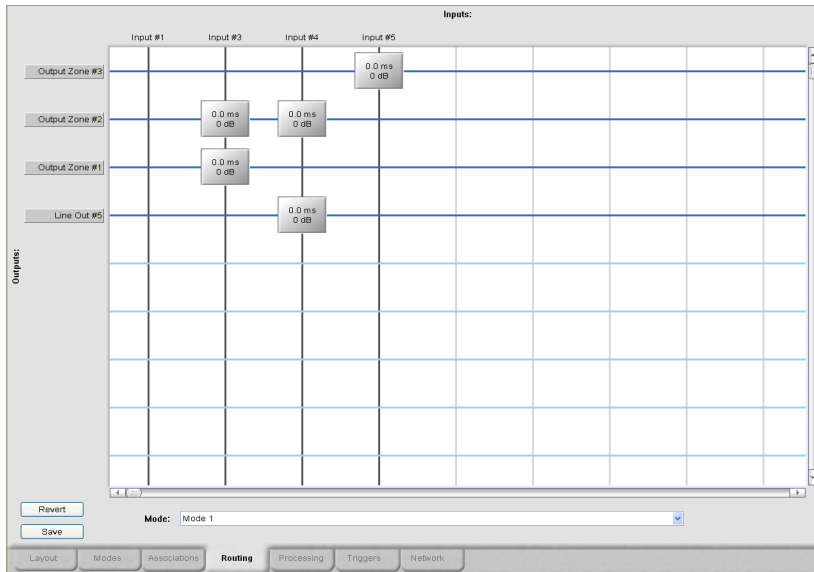 Inputs:
Input #1 Input #3 Input #4 Input #5
Output Zone #3
0.0 ms
0 dB
Output Zone #2
0.0 ms
0 dB
0.0 ms
0 dB
Output Zone #1
0.0 ms
0 dB
Line Out #5
0.0 ms
0 dB
Outputs:
Revert
Save
Mode: Mode 1
Layout Modes Associations Routing Processing Triggers Network